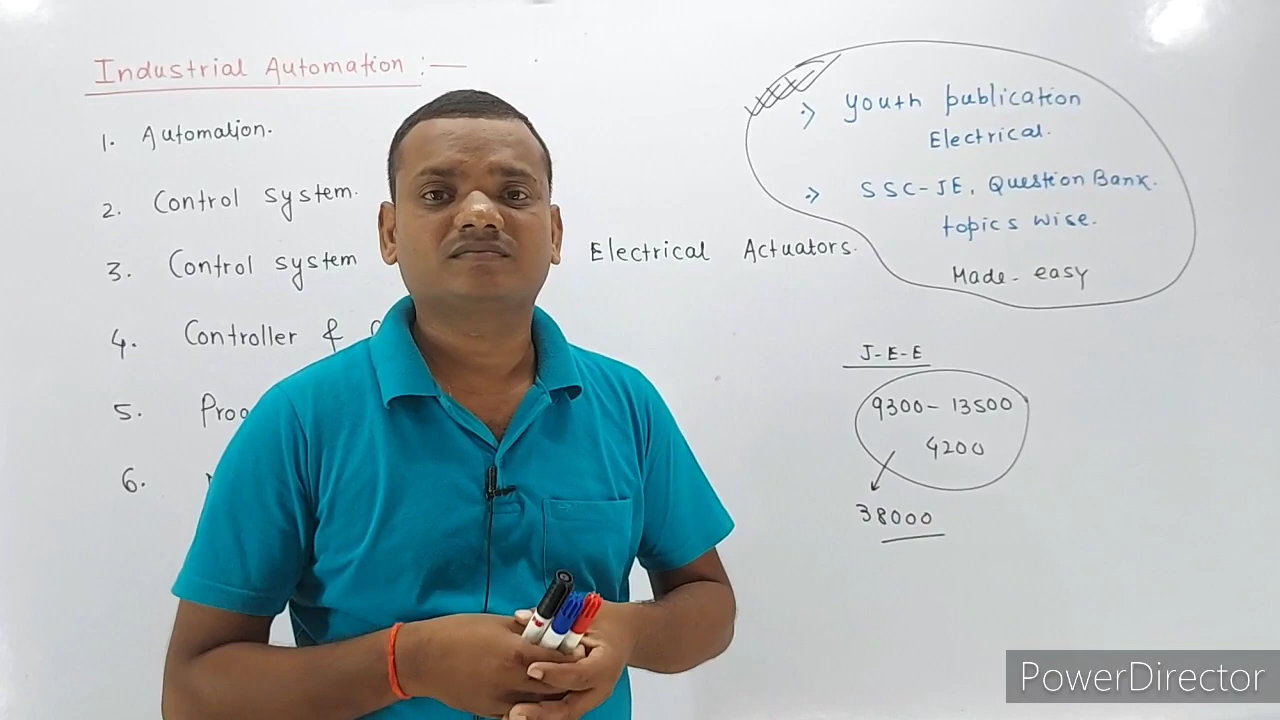 Industrial Automation :-
1. Automation.
2. Control system.
3. Control system Electrical Actuators.
4. Controller &
5.
6.
:> Youth publication
Electrical.
:> SSC-JE, Question Bank.
topics wise.
Made-easy
J-E-E
9300-13500
4200
38000
PowerDirector